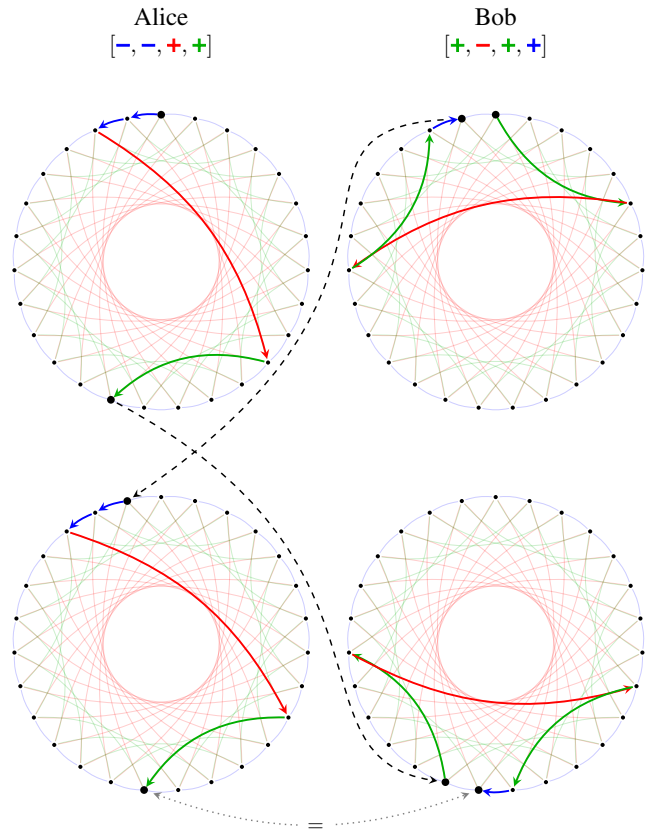 Alice
[−, −, +, +]
Bob
[+, −, +, +]
=